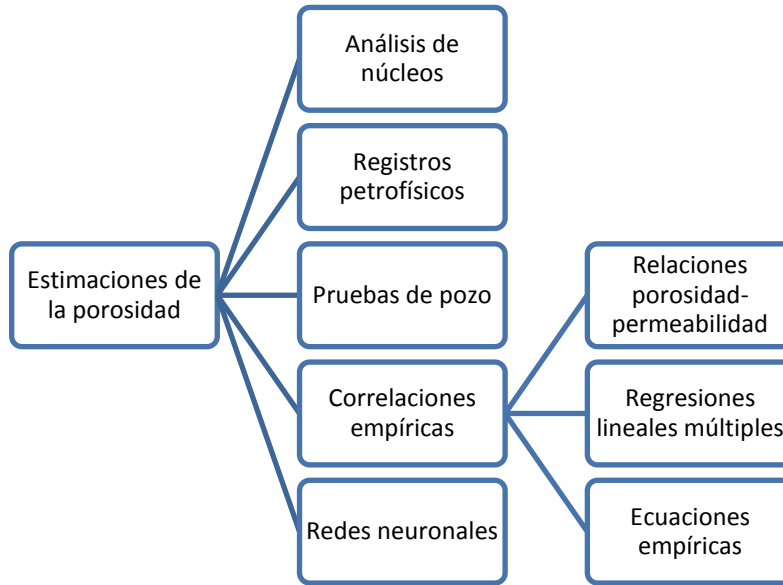 Estimaciones de
la porosidad
Análisis de
núcleos
Registros
petrofísicos
Pruebas de pozo
Correlaciones
empíricas
Redes neuronales
Relaciones
porosidad-
permeabilidad
Regresiones
lineales múltiples
Ecuaciones
empíricas